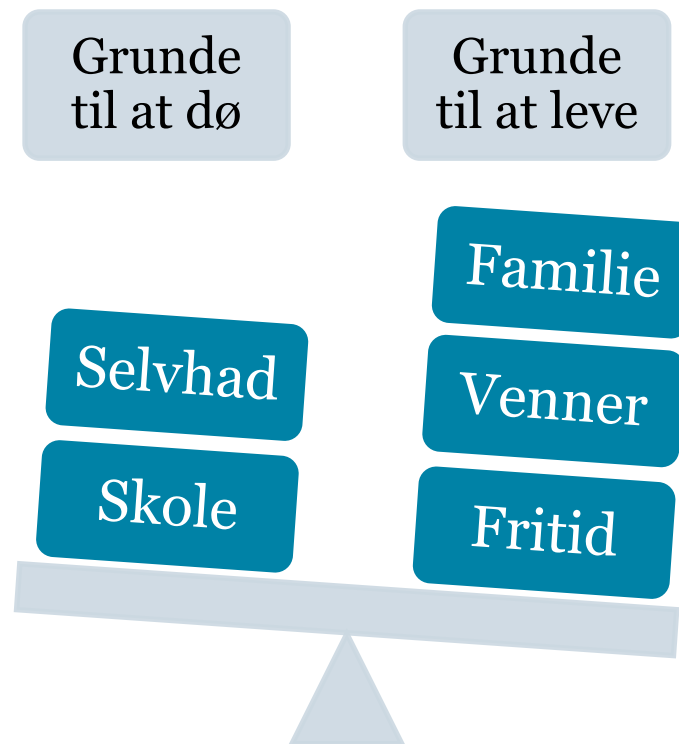 Grunde
til at dø
Grunde
til at leve
Selvhad
Skole
Familie
Venner
Fritid